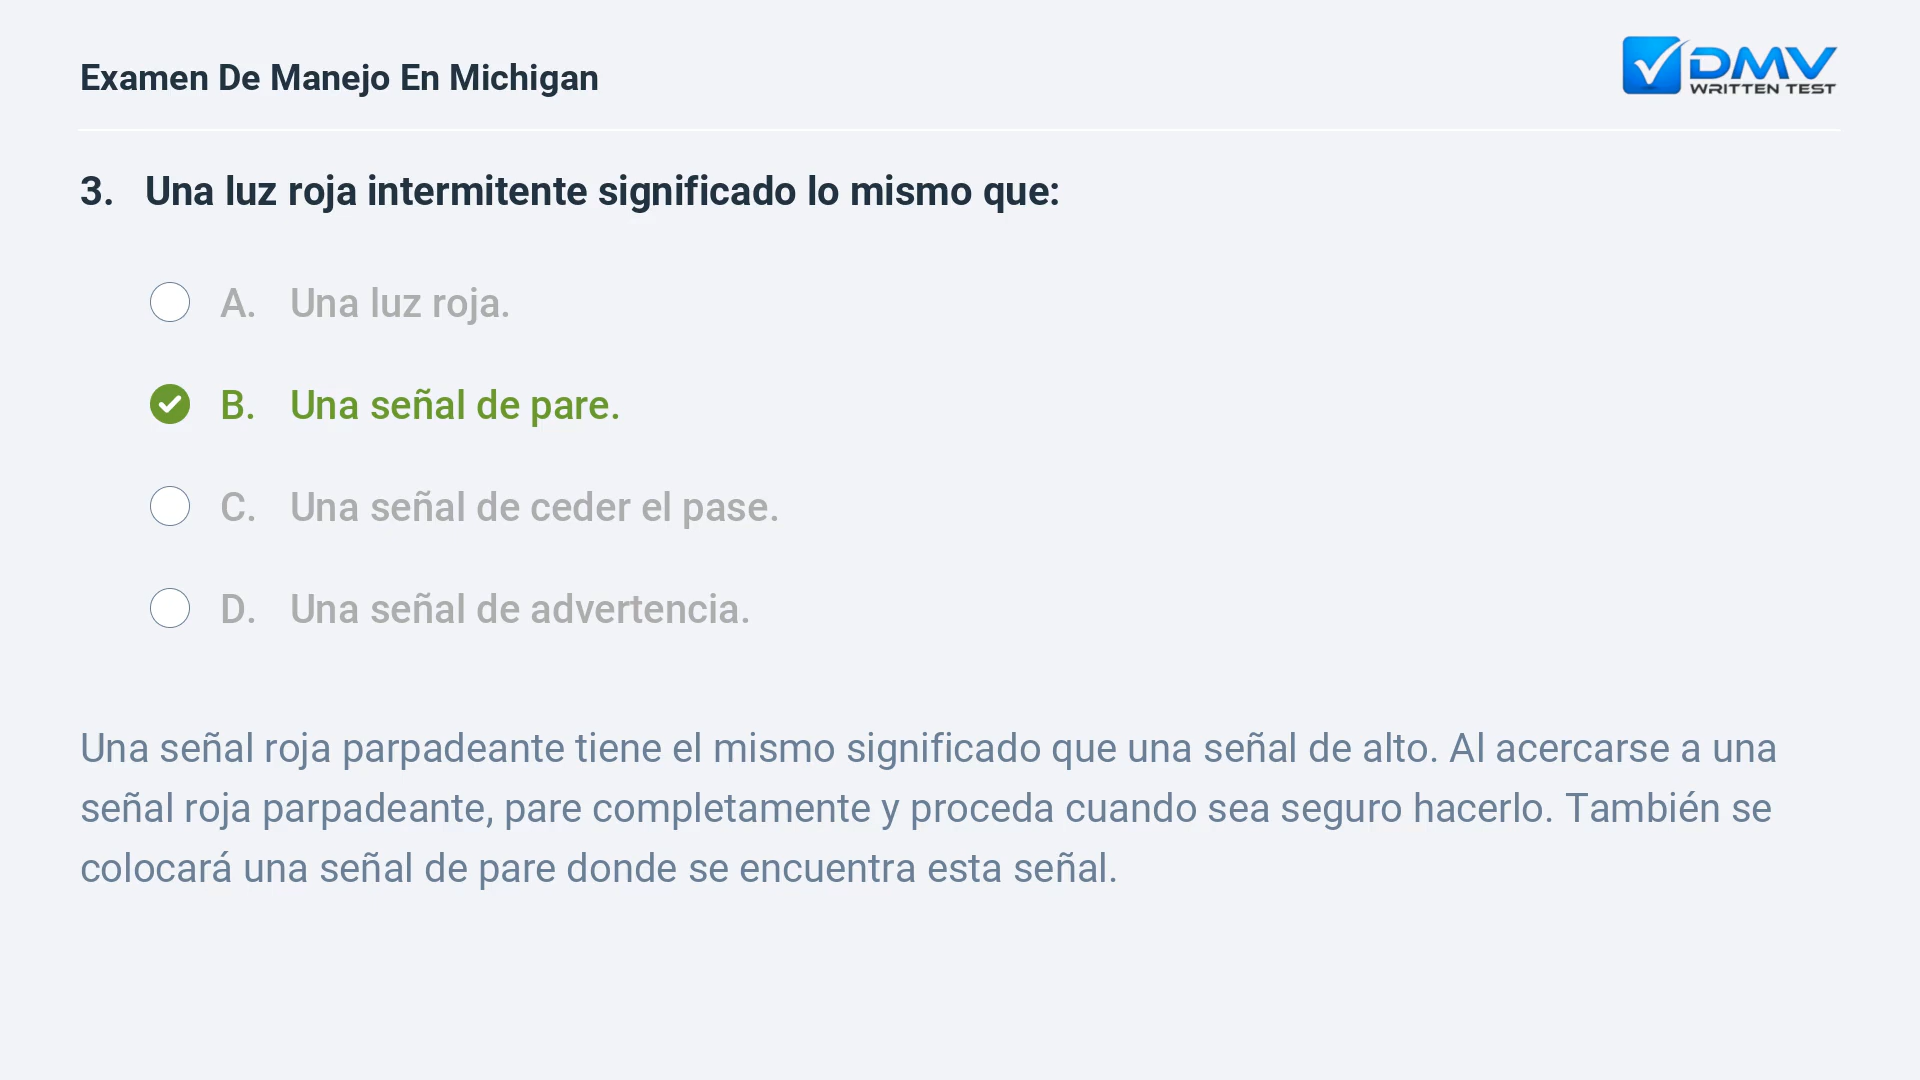 Examen De Manejo En Michigan
DMV
WRITTEN TEST
3. Una luz roja intermitente significado lo mismo que:
A. Una luz roja.
B. Una señal de pare.
C. Una señal de ceder el pase.
D. Una señal de advertencia.
Una señal roja parpadeante tiene el mismo significado que una señal de alto. Al acercarse a una
señal roja parpadeante, pare completamente y proceda cuando sea seguro hacerlo. También se
colocará una señal de pare donde se encuentra esta señal.